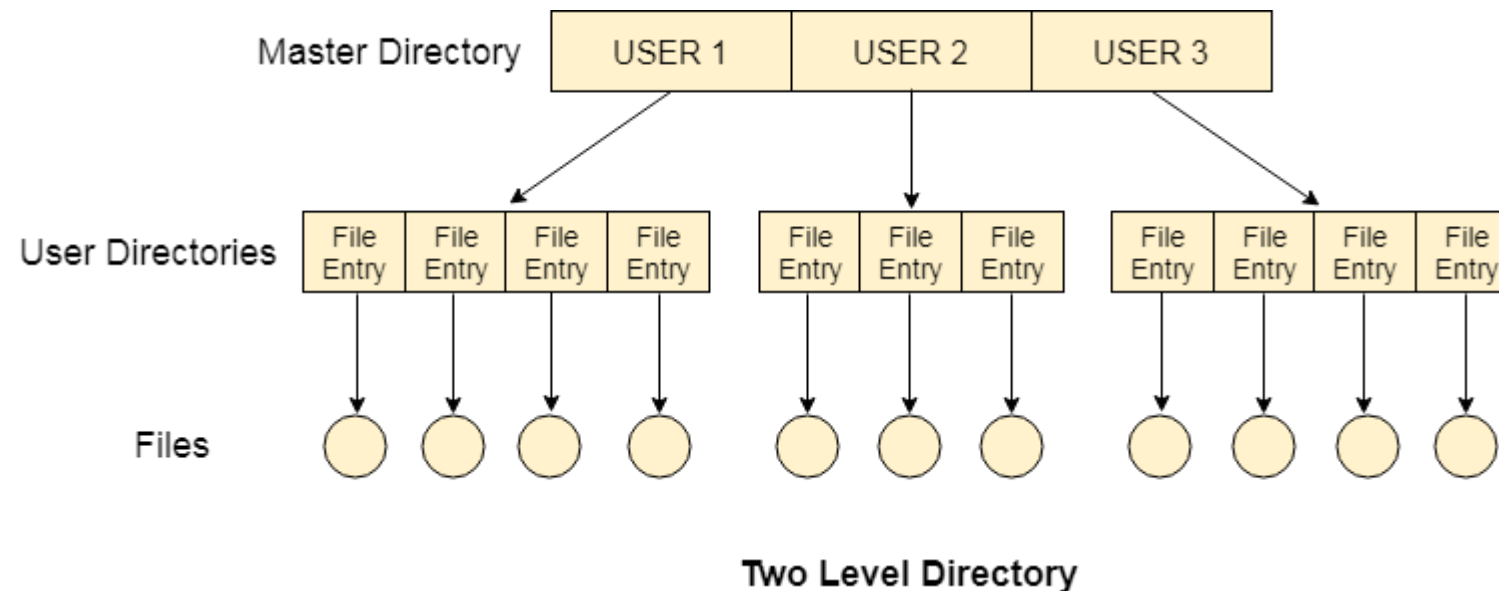 Master Directory
USER 1
USER 2
USER 3
User Directories
File
Entry
File
Entry
File
Entry
File
Entry
File
Entry
File
Entry
File
Entry
File
Entry
File
Entry
File
Entry
File
Entry
Files
Two Level Directory